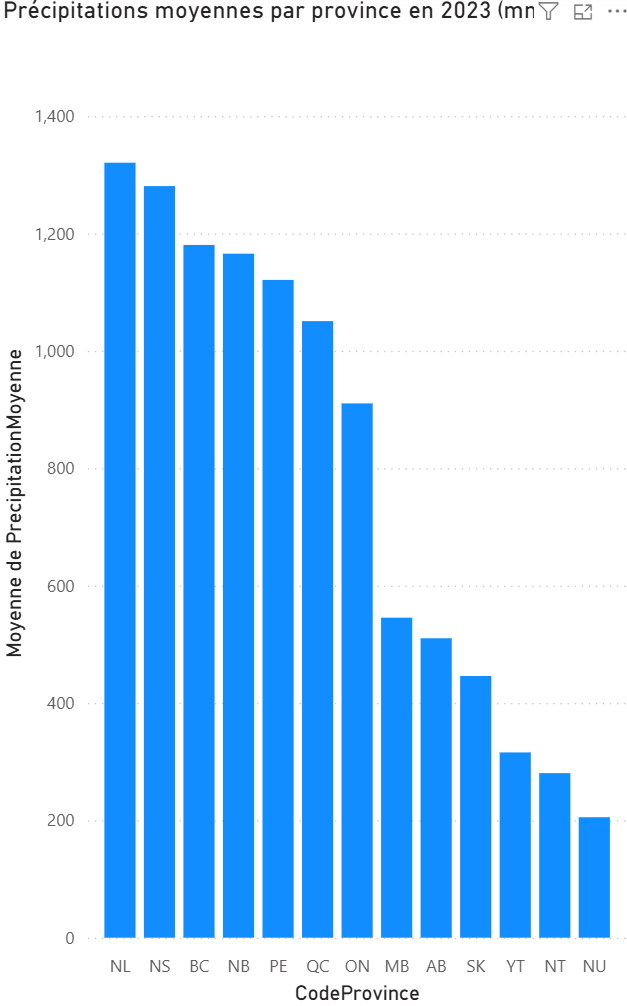 Précipitations moyennes par province en 2023 (mn
1,400
1,200
1,000
800
600
400
200
0
Moyenne de PrecipitationMoyenne
NL NS BC NB PE QC ON MB AB SK YT NT NU
CodeProvince